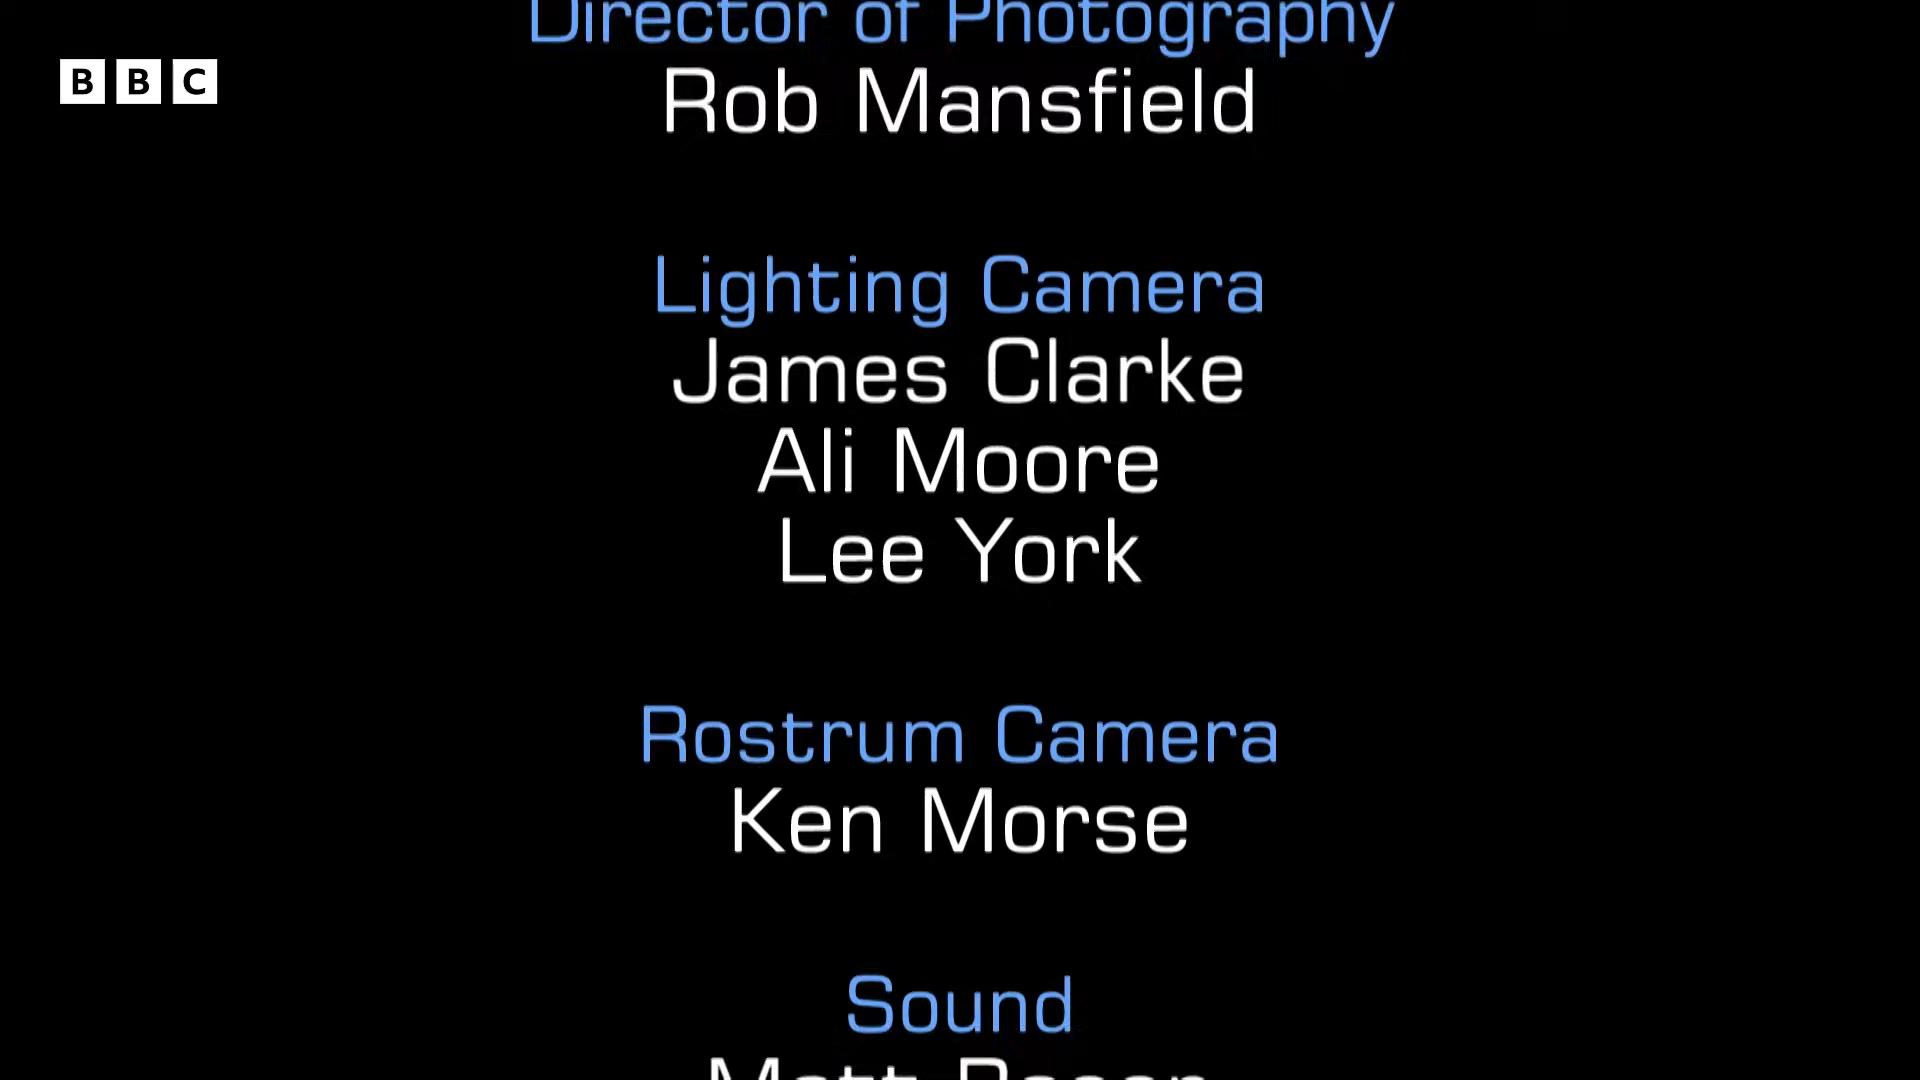 Director of Photography
BBC
Rob Mansfield
Lighting Camera
James Clarke
Ali Moore
Lee York
Rostrum Camera
Ken Morse
Sound
Matt